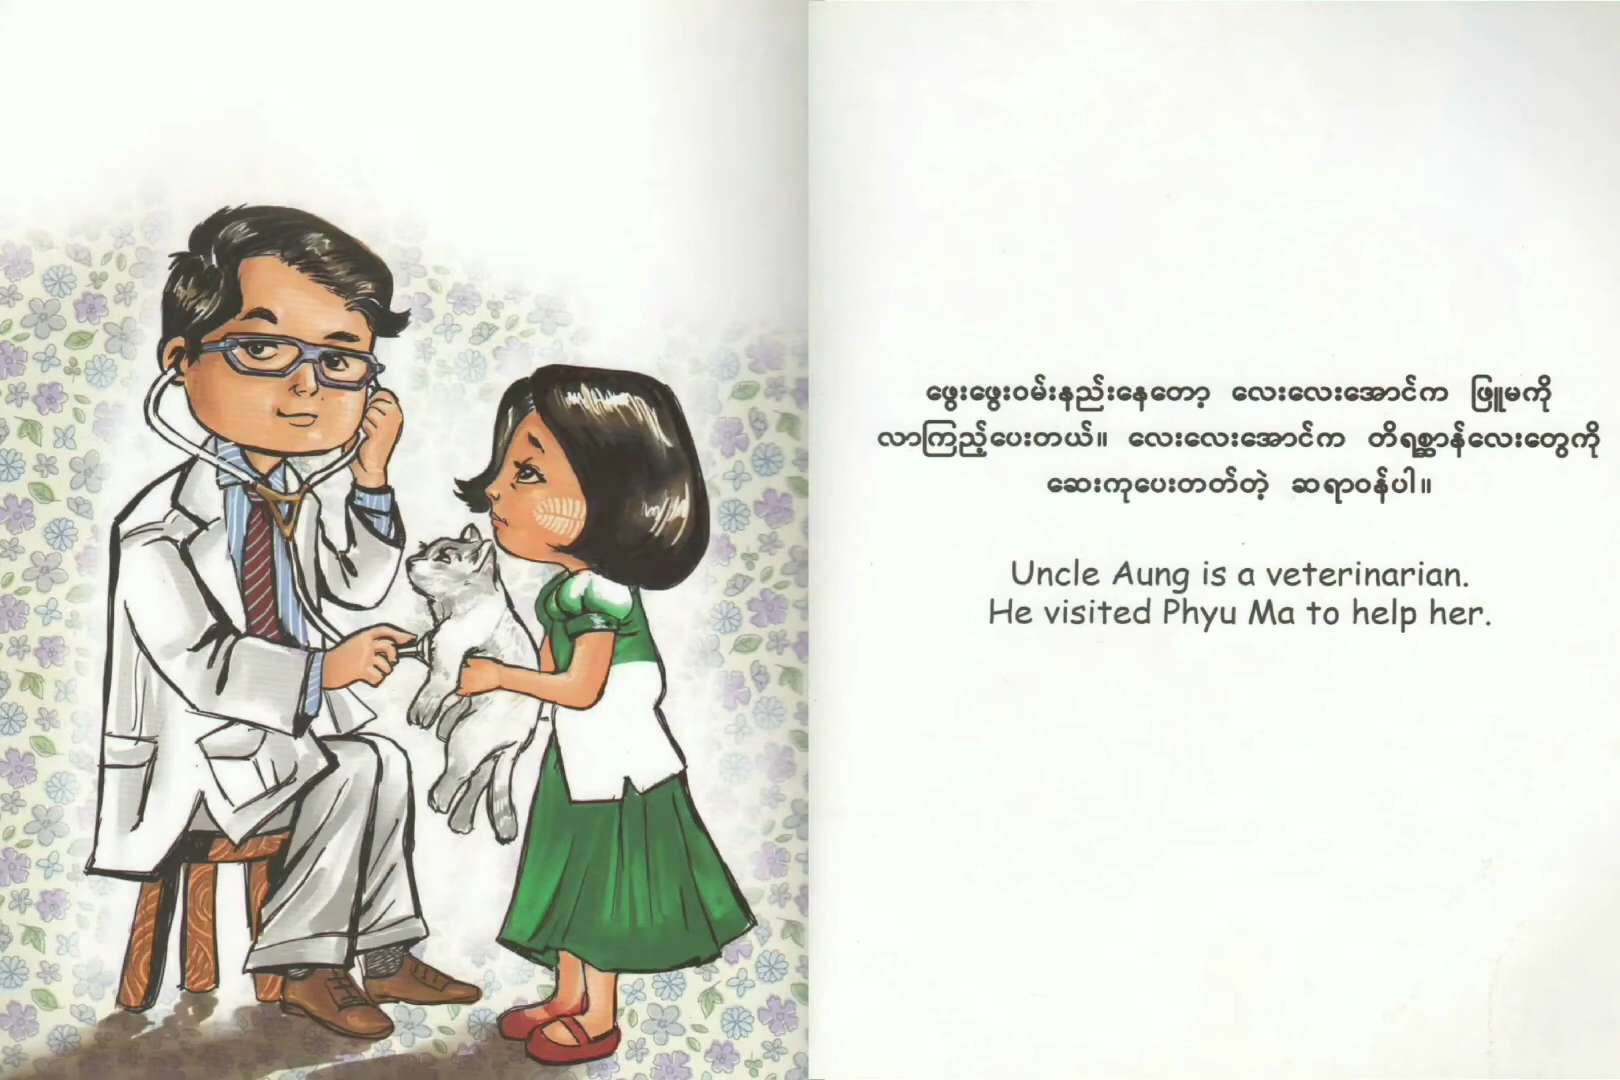 ဖွေးဖွေးဝမ်းနည်းနေတော့ လေးလေးအောင်က ဖြူမကို
လာကြည့်ပေးတယ်။ လေးလေးအောင်က တိရစ္ဆာန်လေးတွေကို
ဆေးကုပေးတတ်တဲ့ ဆရာဝန်ပါ။
Uncle Aung is a veterinarian.
He visited Phyu Ma to help her.